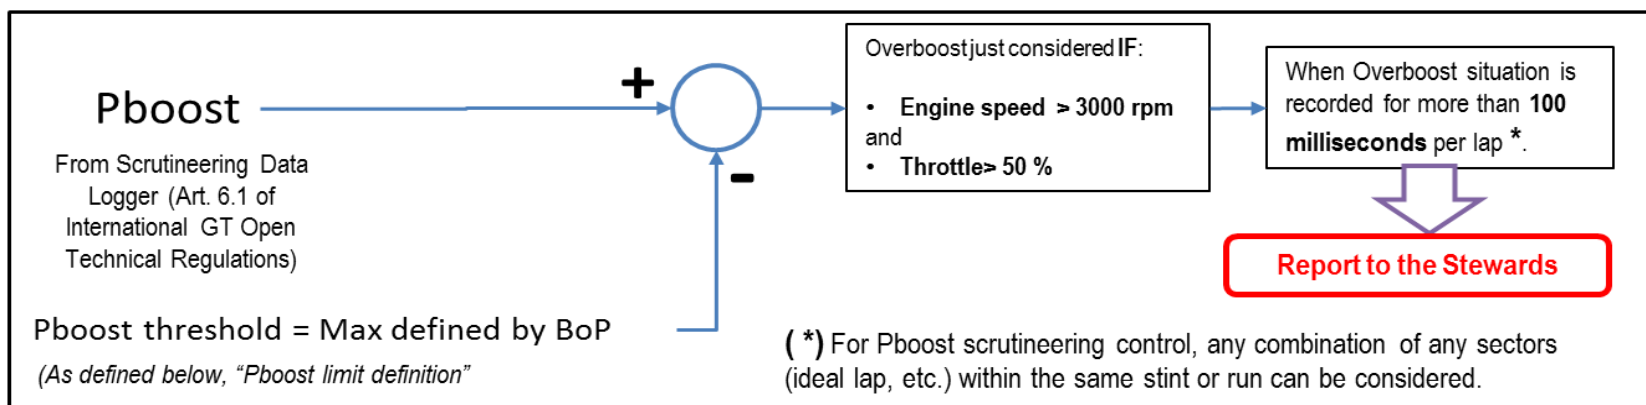 Pboost
From Scrutineering Data
Logger (Art. 6.1 of
International GT Open
Technical Regulations)
+
-
Pboost threshold = Max defined by BoP
(As defined below, “Pboost limit definition”
Overboost just considered IF:
• Engine speed > 3000 rpm
and
• Throttle> 50 %
When Overboost situation is
recorded for more than 100
milliseconds per lap *.
Report to the Stewards
( *) For Pboost scrutineering control, any combination of any sectors
(ideal lap, etc.) within the same stint or run can be considered.